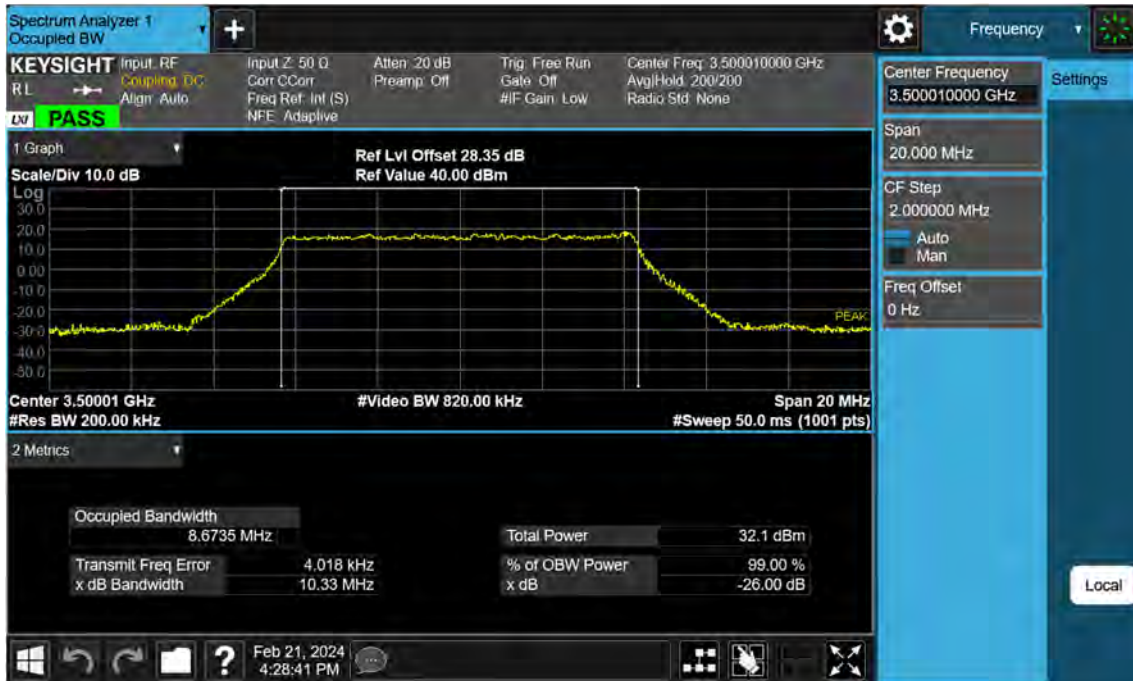 Spectrum Analyzer 1
Occupied BW
+
Frequency
KEYSIGHT Input: RF Input Z: 50 Ω Atten: 20 dB Trig: Free Run Center Freq: 3.500010000 GHz
RL Coupling: DC Corr CCorr Preamp: Off Gate: Off Avg|Hold: 200/200
Align: Auto Freq Ref: Int (S) #IF Gain: Low Radio Std: None
LXI PASS NFE: Adaptive
Center Frequency
3.500010000 GHz
Settings
Span
20.000 MHz
CF Step
2.000000 MHz
Auto
Man
Freq Offset
0 Hz
1 Graph
Scale/Div 10.0 dB
Ref Lvl Offset 28.35 dB
Ref Value 40.00 dBm
Log
30.0
20.0
10.0
0.00
-10.0
-20.0
-30.0
-40.0
-50.0
PEAK
Center 3.50001 GHz #Video BW 820.00 kHz Span 20 MHz
#Res BW 200.00 kHz #Sweep 50.0 ms (1001 pts)
2 Metrics
Occupied Bandwidth
8.6735 MHz
Total Power 32.1 dBm
Transmit Freq Error 4.018 kHz % of OBW Power 99.00 %
x dB Bandwidth 10.33 MHz x dB -26.00 dB
Local
?
Feb 21, 2024
4:28:41 PM